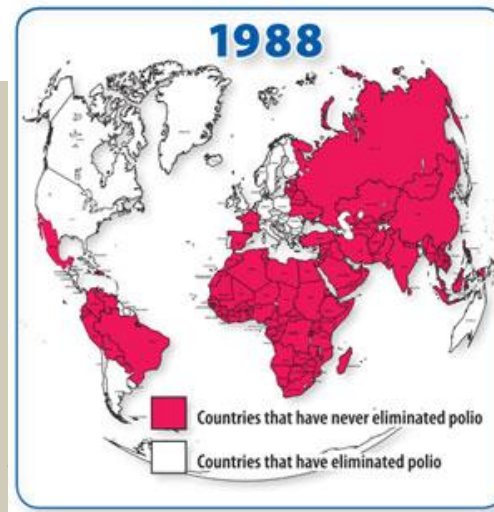 1988
Countries that have never eliminated polio
Countries that have eliminated polio